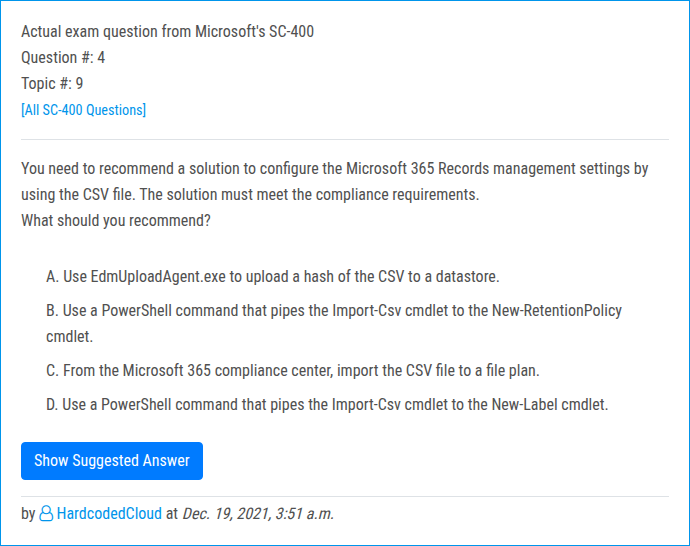 Actual exam question from Microsoft's SC-400
Question #: 4
Topic #: 9
[All SC-400 Questions]
You need to recommend a solution to configure the Microsoft 365 Records management settings by
using the CSV file. The solution must meet the compliance requirements.
What should you recommend?
A. Use EdmUploadAgent.exe to upload a hash of the CSV to a datastore.
B. Use a PowerShell command that pipes the Import-Csv cmdlet to the New-RetentionPolicy
cmdlet.
C. From the Microsoft 365 compliance center, import the CSV file to a file plan.
D. Use a PowerShell command that pipes the Import-Csv cmdlet to the New-Label cmdlet.
Show Suggested Answer
by HardcodedCloud at Dec. 19, 2021, 3:51 a.m.